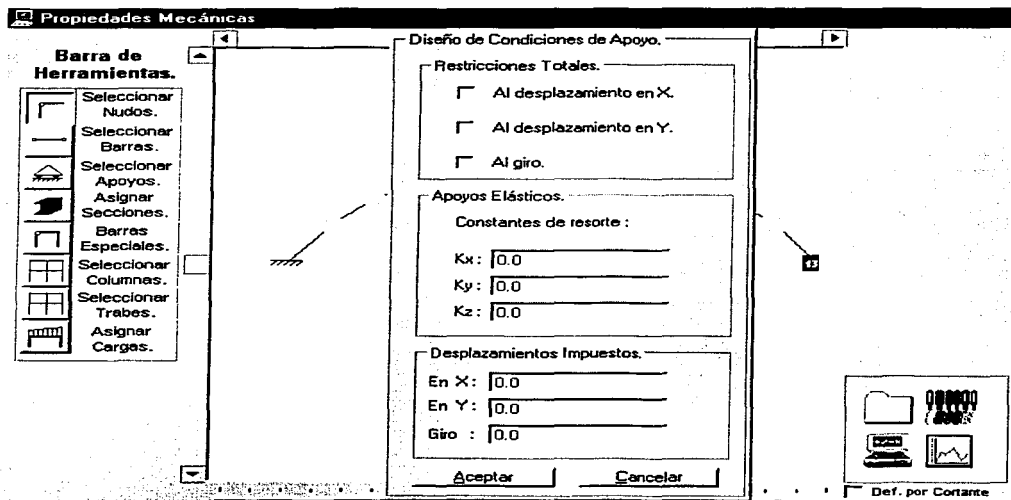 Propiedades Mecánicas
Barra de
Herramientas.
Seleccionar
Nudos.
Seleccionar
Barras.
Seleccionar
Apoyos.
Asignar
Secciones.
Barras
Especiales.
Seleccionar
Columnas.
Seleccionar
Trabes.
Asignar
Cargas.
Diseño de Condiciones de Apoyo.
Restricciones Totales.
Al desplazamiento en X.
Al desplazamiento en Y.
Al giro.
Apoyos Elásticos.
Constantes de resorte :
Kx: 0.0
Ky: 0.0
Kz: 0.0
Desplazamientos Impuestos.
En X: 0.0
En Y: 0.0
Giro : 0.0
Aceptar Cancelar
Def. por Cortante